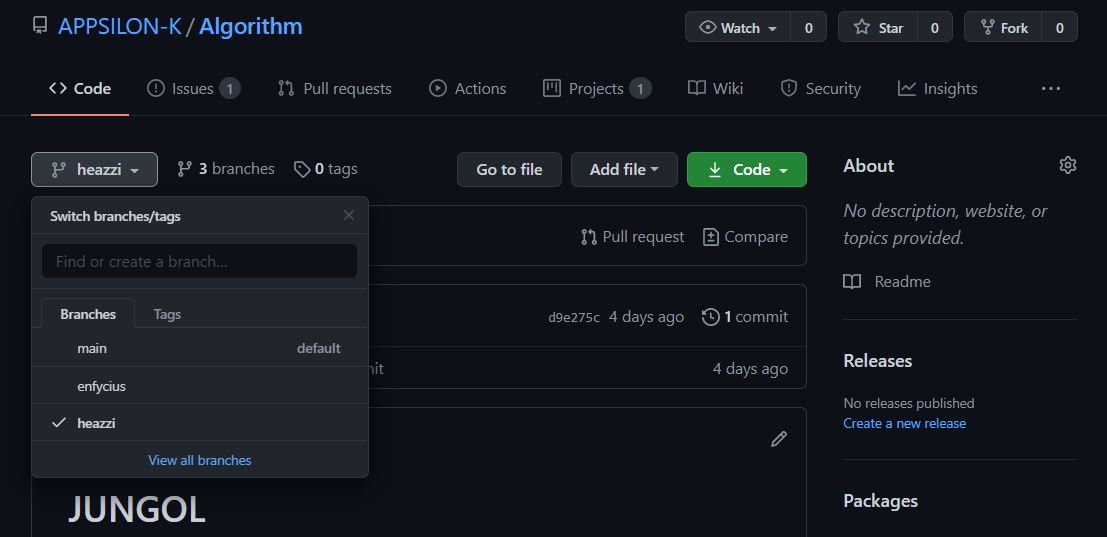 APPSILON-K / Algorithm
Watch 0 Star 0 Fork 0
Code Issues 1 Pull requests Actions Projects 1 Wiki Security Insights ...
heazzi 3 branches 0 tags Go to file Add file Code
Switch branches/tags
Find or create a branch...
Branches Tags
main default
enfycius
heazzi
View all branches
Pull request Compare
d9e275c 4 days ago 1 commit
4 days ago
JUNGOL
About
No description, website, or
topics provided.
Readme
Releases
No releases published
Create a new release
Packages